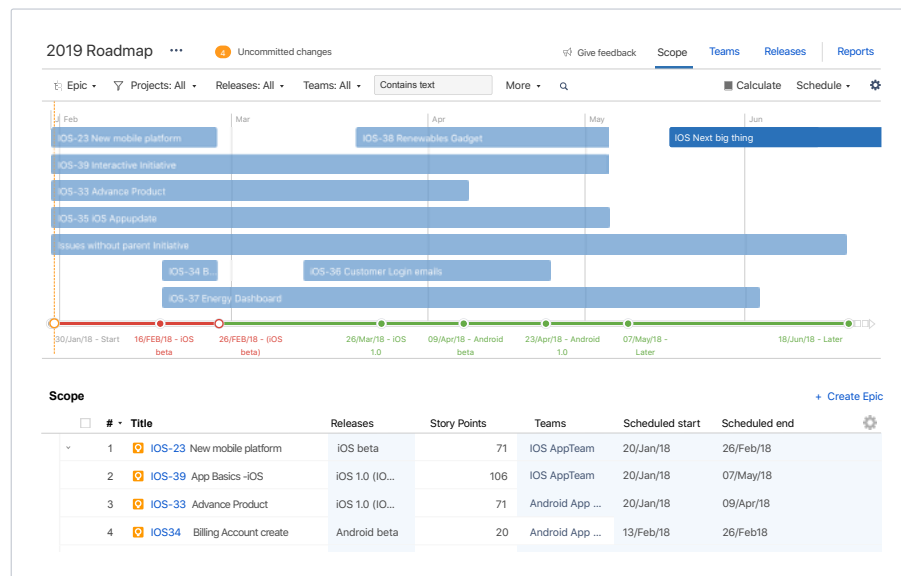 2019 Roadmap ••• 4 Uncommitted changes Give feedback Scope Teams Releases Reports
Epic Projects: All Releases: All Teams: All Contains text More Calculate Schedule
J Feb Mar Apr May Jun
IOS-23 New mobile platform IOS-38 Renewables Gadget IOS Next big thing
IOS-39 Interactive Initiative
IOS-33 Advance Product
IOS-35 iOS Appupdate
Issues without parent Initiative
IOS-34 B... IOS-36 Customer Login emails
iOS-37 Energy Dashboard
30/Jan/18 - Start 16/FEB/18 - iOS 26/FEB/18 - (iOS 26/Mar/18 - iOS 09/Apr/18 - Android 23/Apr/18 - Android 07/May/18 - 18/Jun/18 - Later
beta beta) 1.0 beta 1.0 Later
Scope + Create Epic
# Title Releases Story Points Teams Scheduled start Scheduled end
1 IOS-23 New mobile platform iOS beta 71 IOS AppTeam 20/Jan/18 26/Feb/18
2 IOS-39 App Basics -iOS iOS 1.0 (IO... 106 IOS AppTeam 20/Jan/18 07/May/18
3 IOS-33 Advance Product iOS 1.0 (IO... 71 Android App ... 20/Jan/18 09/Apr/18
4 IOS34 Billing Account create Android beta 20 Android App ... 13/Feb/18 26/Feb18